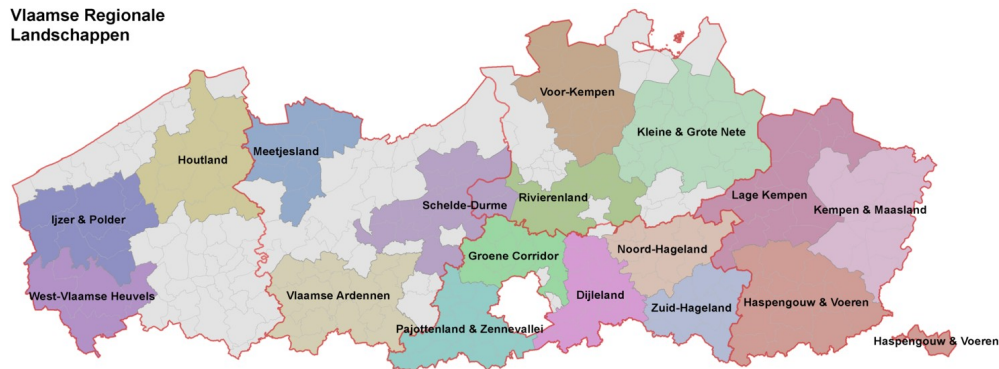 Vlaamse Regionale
Landschappen
Voor-Kempen
Kleine & Grote Nete
Houtland
Meetjesland
Lage Kempen
Schelde-Durme
Rivierenland
Kempen & Maasland
Ijzer & Polder
Noord-Hageland
Groene Corridor
West-Vlaamse Heuvels
Vlaamse Ardennen
Dijleland
Zuid-Hageland
Haspengouw & Voeren
Pajottenland & Zennevallei
Haspengouw & Voeren